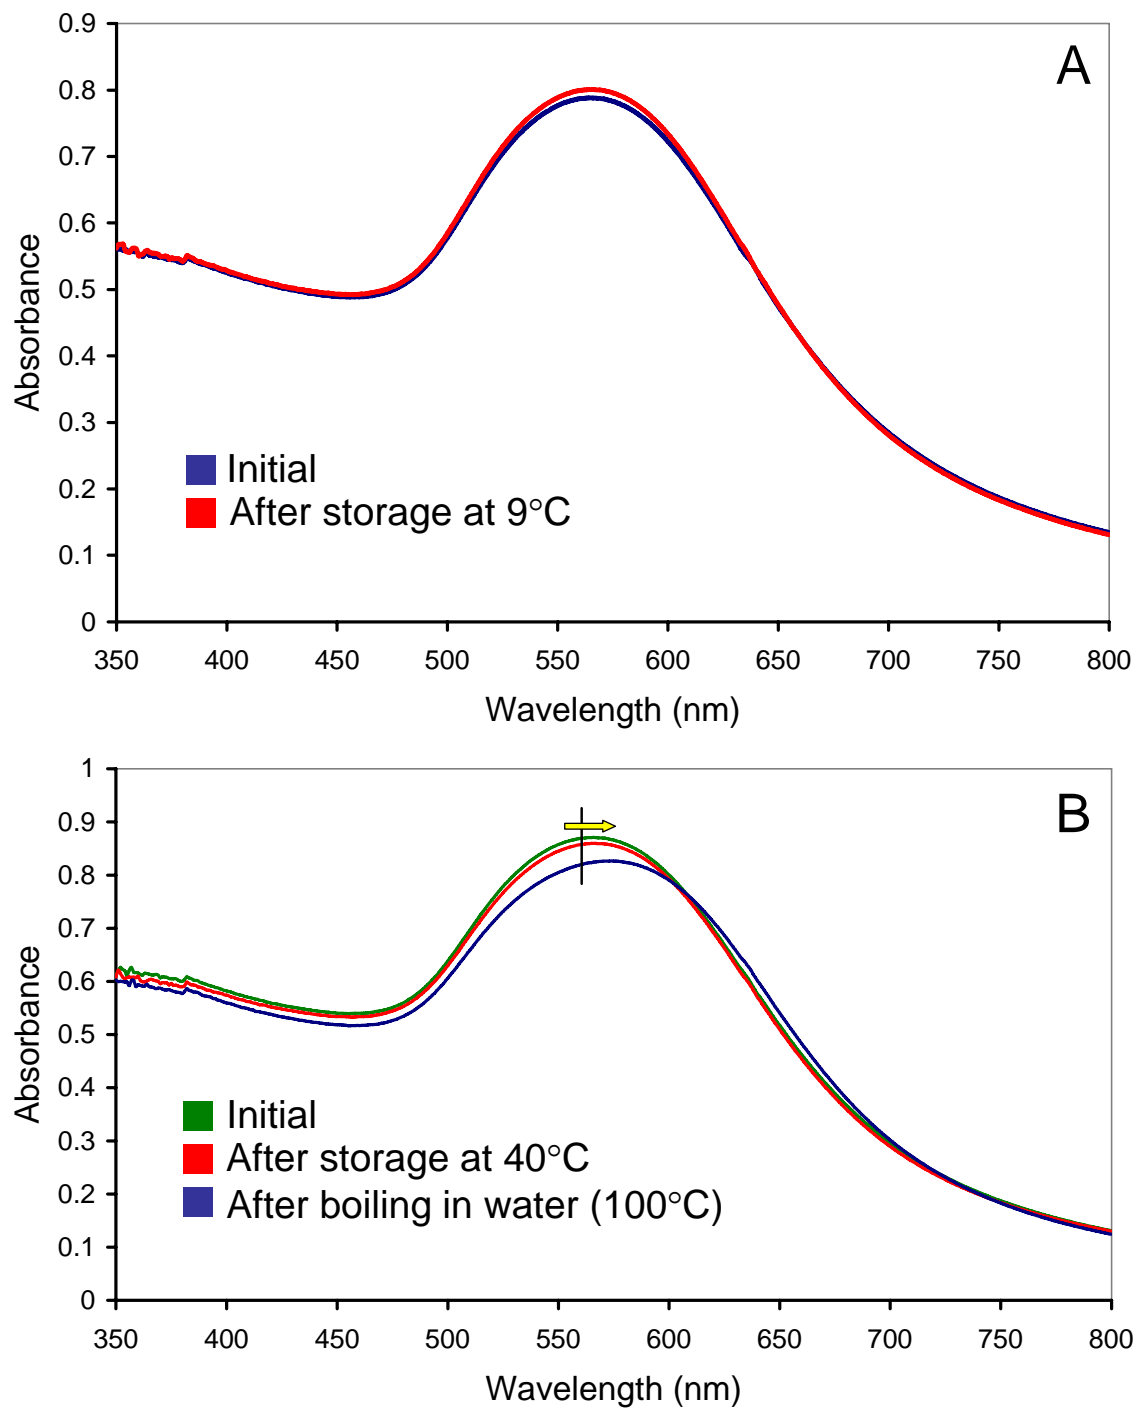 0.9
A
0.8
0.7
0.6
0.5
0.4
0.3
0.2
0.1
0
Absorbance
Initial
After storage at 9°C
350 400 450 500 550 600 650 700 750 800
Wavelength (nm)
1
B
0.9
0.8
0.7
0.6
0.5
0.4
0.3
0.2
0.1
0
Absorbance
Initial
After storage at 40°C
After boiling in water (100°C)
350 400 450 500 550 600 650 700 750 800
Wavelength (nm)